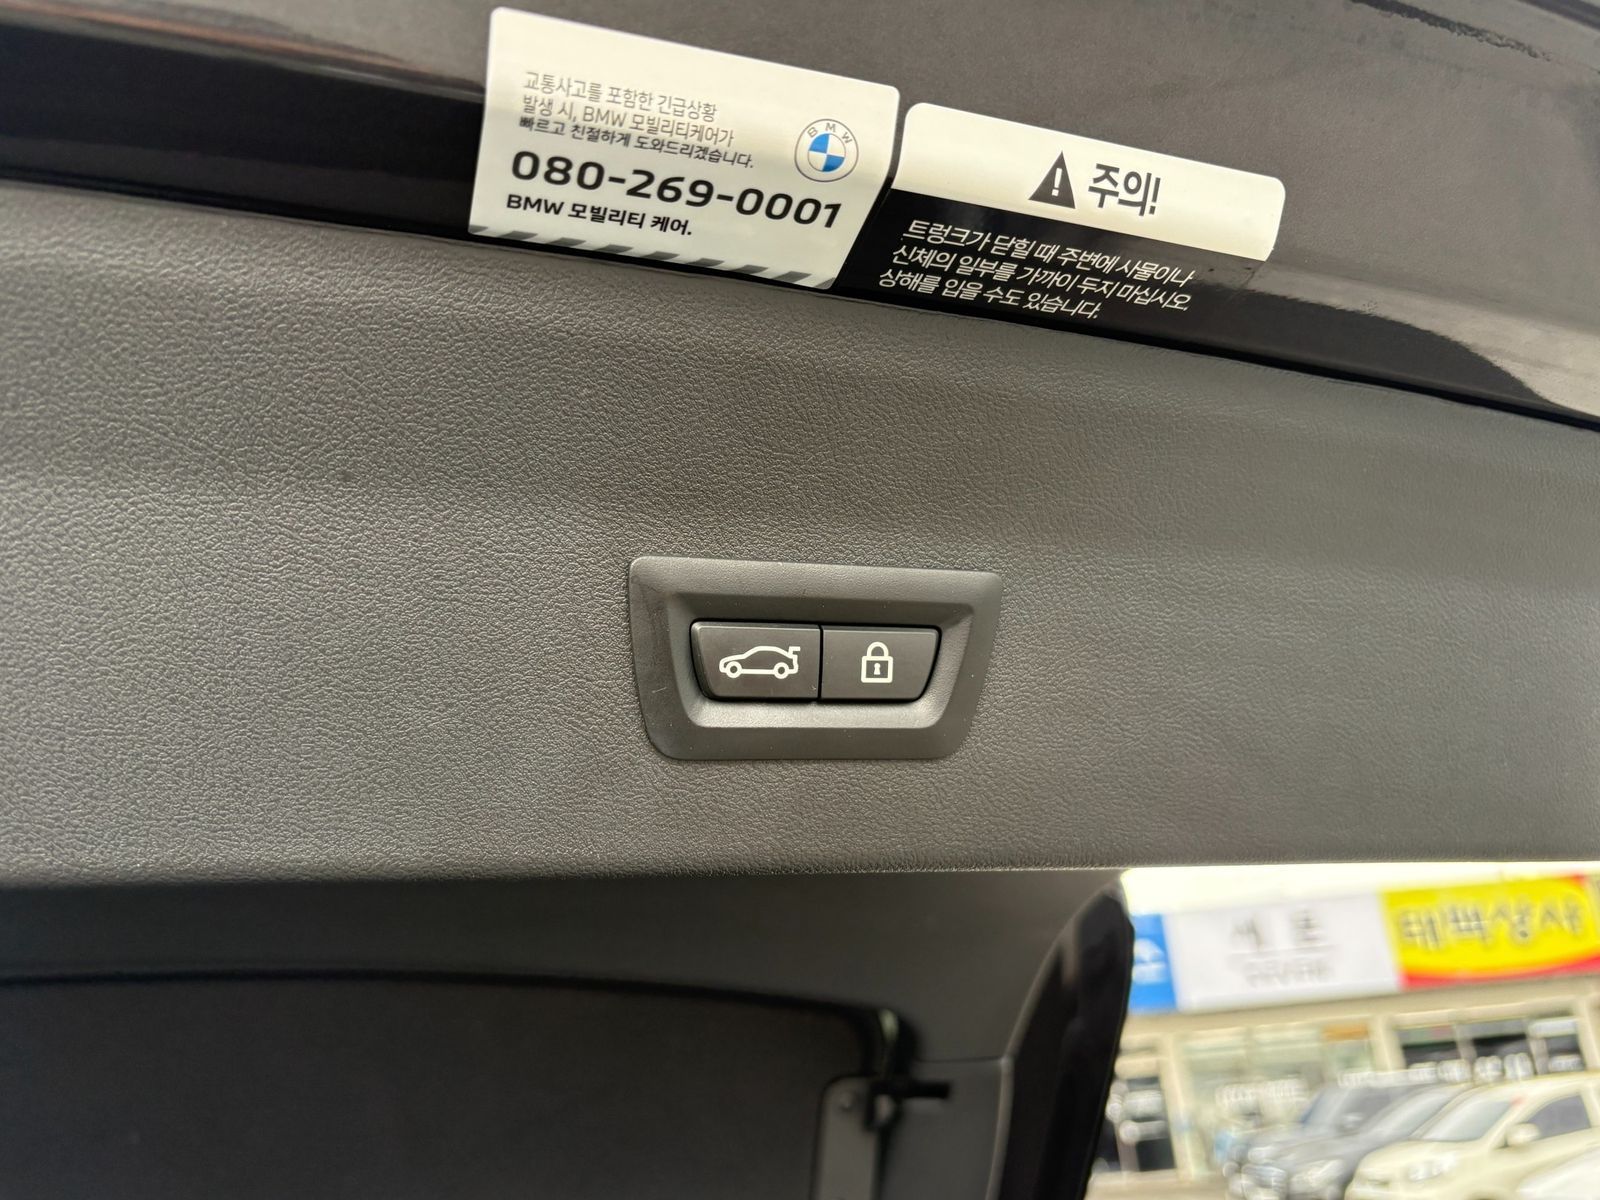 교통사고를 포함한 긴급상황
발생 시, BMW 모빌리티케어가
빠르고 친절하게 도와드리겠습니다.
080-269-0001
BMW 모빌리티 케어.
BMW
주의!
트렁크가 닫힐 때 주변에 사물이나
신체의 일부를 가까이 두지 마십시오.
상해를 입을 수도 있습니다.
태백상사